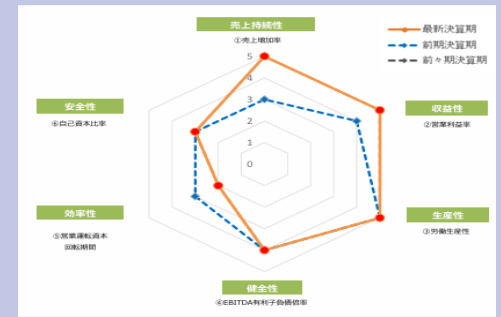 売上持続性
①売上増加率
最新決算期
前期決算期
前々期決算期
5
4
3
2
1
0
安全性
⑥自己資本比率
収益性
②営業利益率
効率性
⑤営業運転資本
回転期間
生産性
③労働生産性
健全性
④EBITDA有利子負債倍率